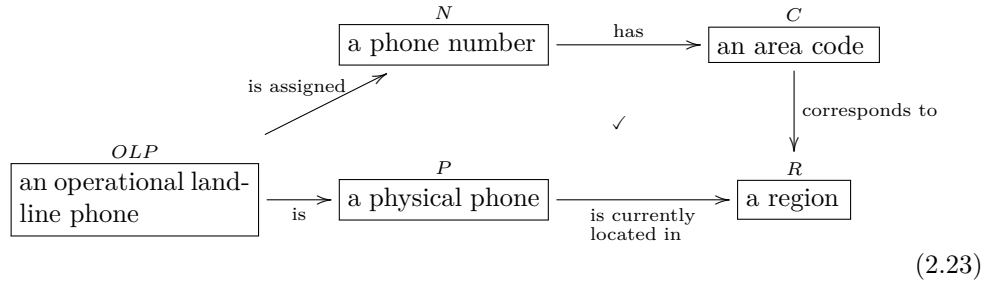 N
a phone number
has
C
an area code
is assigned
corresponds to
✓
OLP
an operational land-
line phone
is
P
a physical phone
is currently
located in
R
a region
(2.23)